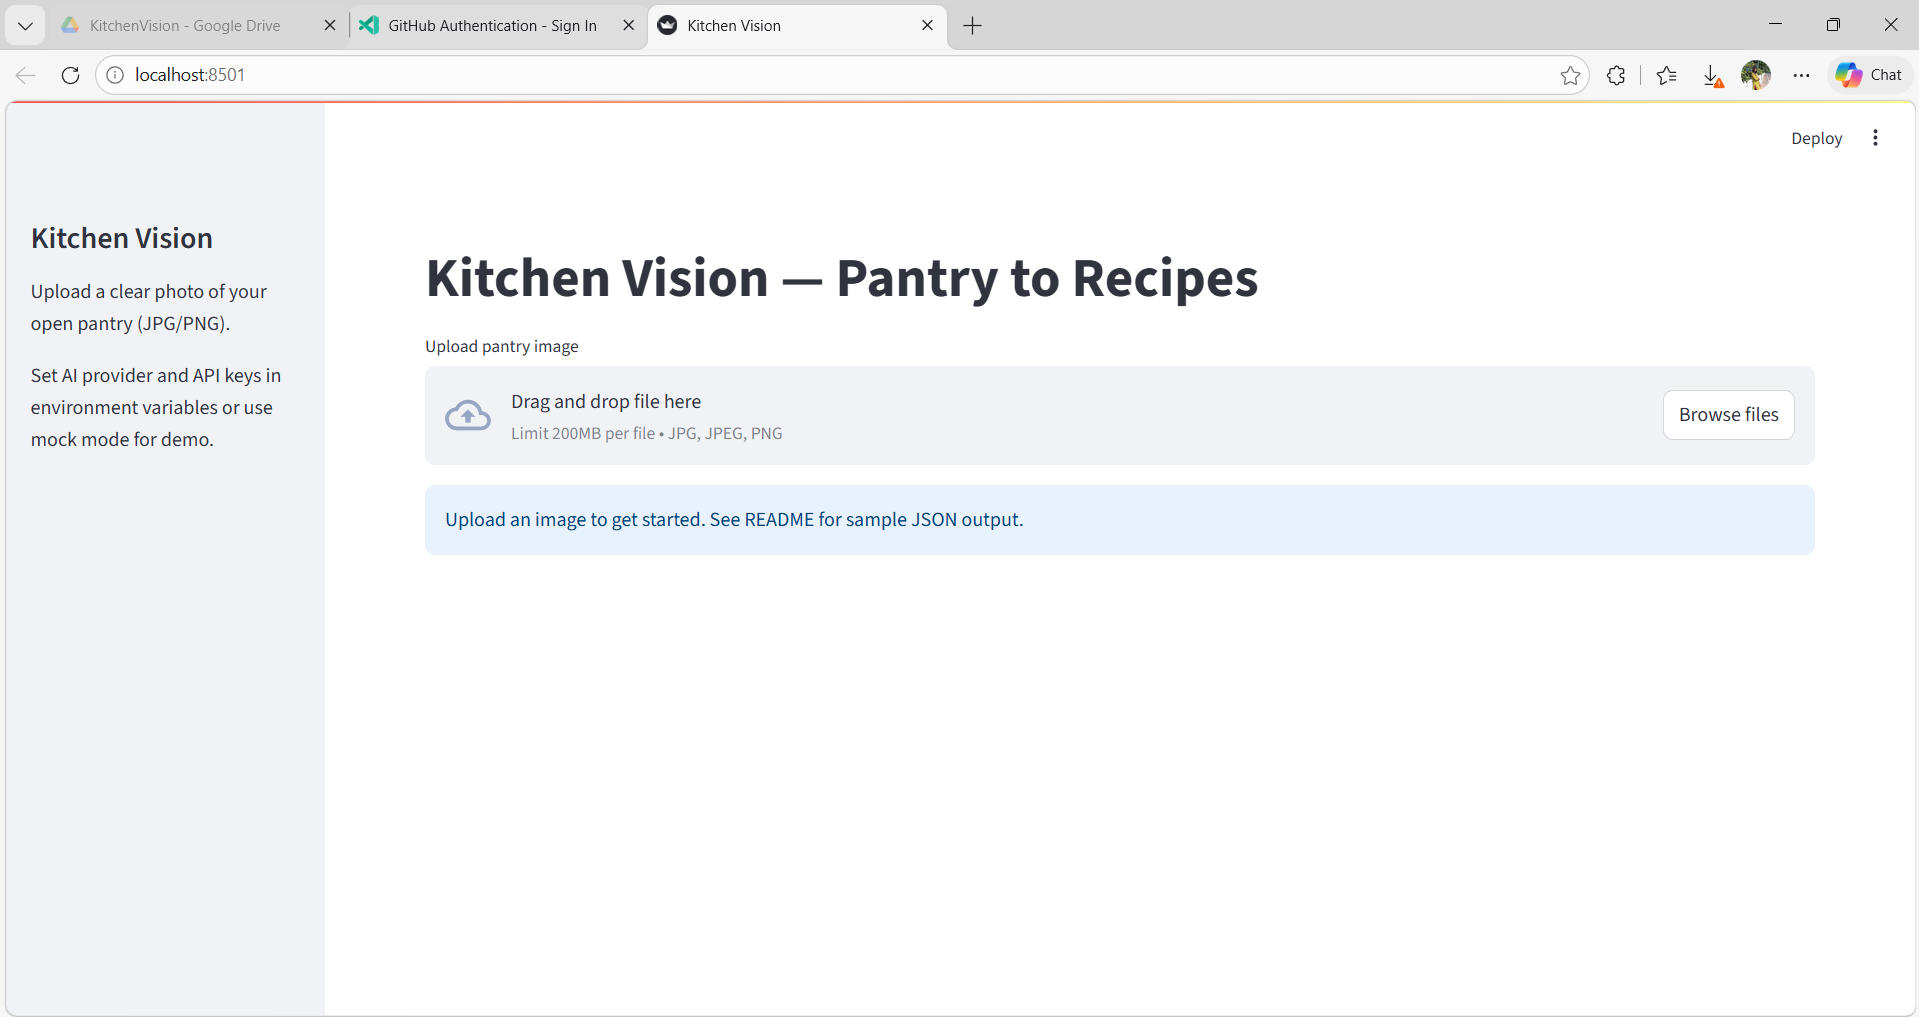 KitchenVision - Google Drive
GitHub Authentication - Sign In
Kitchen Vision
localhost:8501
Chat
Deploy
Kitchen Vision
Upload a clear photo of your
open pantry (JPG/PNG).
Set AI provider and API keys in
environment variables or use
mock mode for demo.
Kitchen Vision — Pantry to Recipes
Upload pantry image
Drag and drop file here
Limit 200MB per file • JPG, JPEG, PNG
Browse files
Upload an image to get started. See README for sample JSON output.